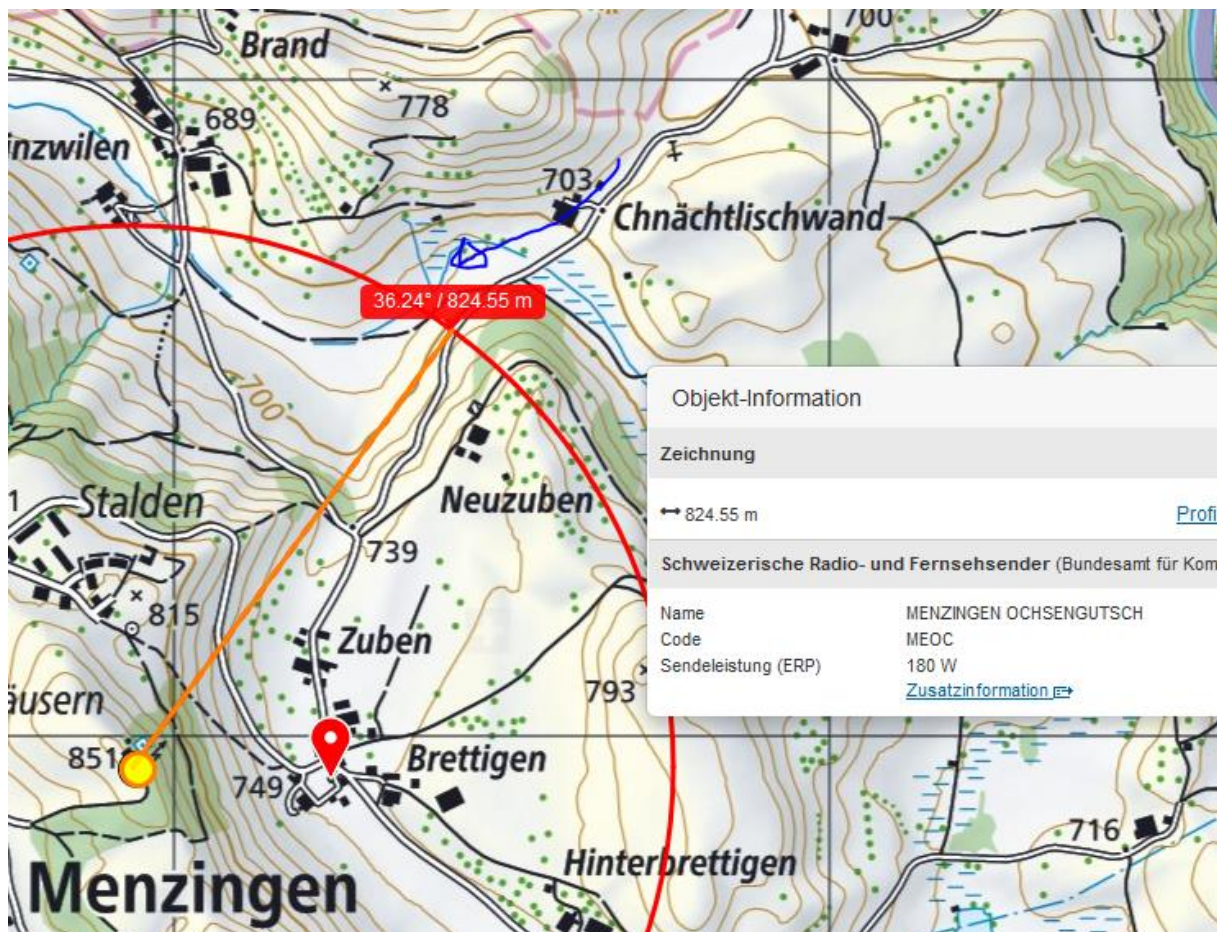 700
Brand
778
689
inzwilen
703
Chnächtlischwand
36.24° / 824.55 m
700
Objekt-Information
Zeichnung
Neuzuben
Stalden
1
824.55 m
Profi
739
Schweizerische Radio- und Fernsehsender (Bundesamt für Kom
815
Name MENZINGEN OCHSENGUTSCH
Code MEOC
Zuben
Sendeleistung (ERP) 180 W
793
Zusatzinformation
äusern
851
Brettigen
749
716
Hinterbrettigen
Menzingen